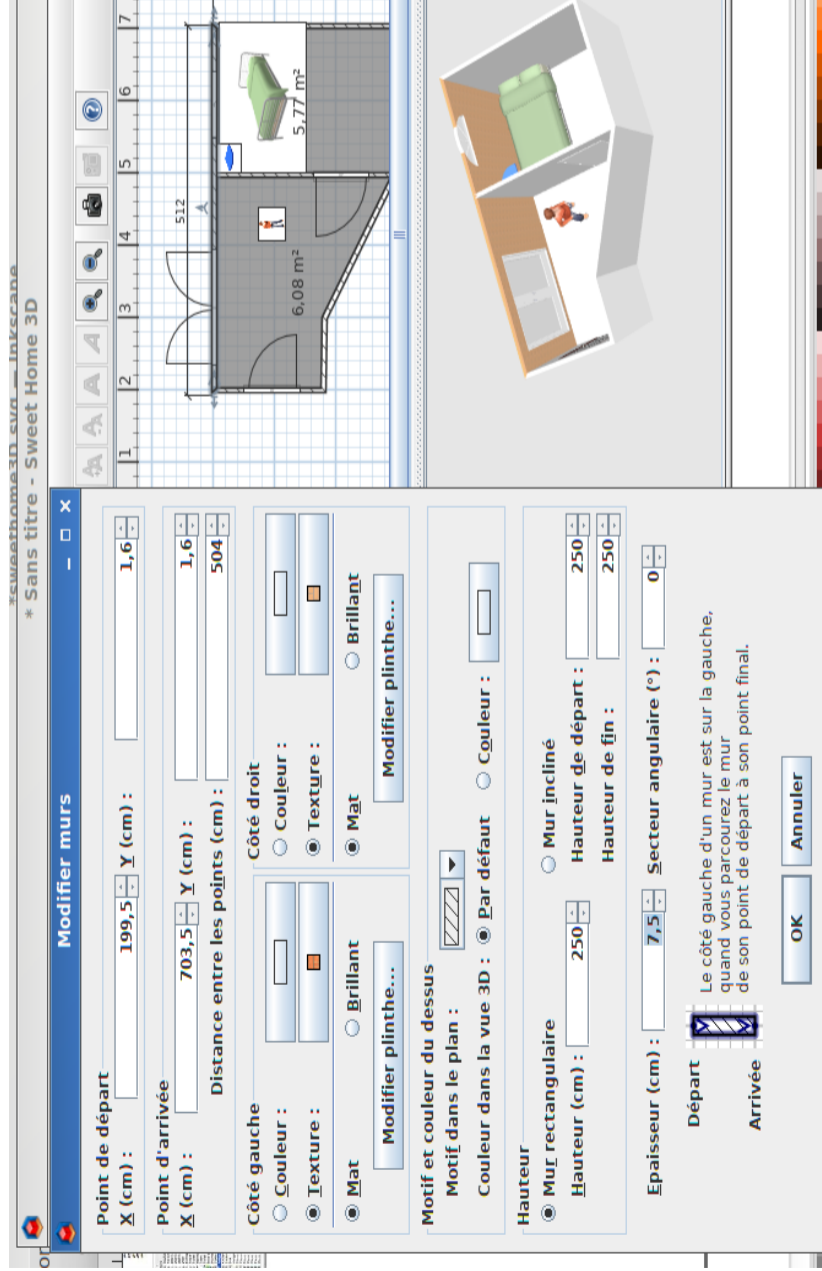 *sweethome3D.svg — Inkscape
* Sans titre - Sweet Home 3D
Modifier murs
Point de départ
X (cm) : 199,5 Y (cm) : 1,6
Point d'arrivée
X (cm) : 703,5 Y (cm) : 1,6
Distance entre les points (cm) : 504
Côté gauche
Couleur :
Texture :
Mat Brillant
Modifier plinthe...
Côté droit
Couleur :
Texture :
Mat Brillant
Modifier plinthe...
Motif et couleur du dessus
Motif dans le plan :
Couleur dans la vue 3D : Par défaut Couleur :
Hauteur
Mur rectangulaire Mur incliné
Hauteur (cm) : 250 Hauteur de départ : 250
Hauteur de fin : 250
Epaisseur (cm) : 7,5 Secteur angulaire (°) : 0
Départ
Arrivée
Le côté gauche d'un mur est sur la gauche,
quand vous parcourez le mur
de son point de départ à son point final.
OK Annuler
A A A A
1 2 3 4 5 6 7
512
6,08 m²
5,77 m²